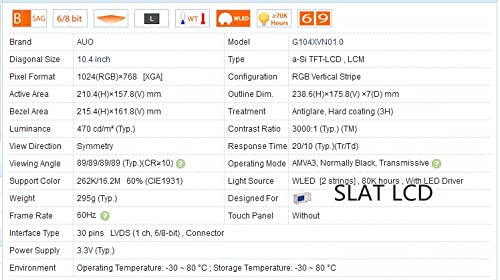 B SAG 6/8 bit L WT WLED ≥70K Hours 6 9
Brand AUO Model G104XVN01.0
Diagonal Size 10.4 inch Type a-Si TFT-LCD , LCM
Pixel Format 1024(RGB)×768 [XGA] Configuration RGB Vertical Stripe
Active Area 210.4(H)×157.8(V) mm Outline Dim. 238.6(H)×175.8(V) ×7(D) mm
Bezel Area 215.4(H)×161.8(V) mm Treatment Antiglare, Hard coating (3H)
Luminance 470 cd/m² (Typ.) Contrast Ratio 3000:1 (Typ.) (TM)
View Direction Symmetry Response Time 20/10 (Typ.)(Tr/Td)
Viewing Angle 89/89/89/89 (Typ.)(CR≥10) ? Operating Mode AMVA3, Normally Black, Transmissive ?
Support Color 262K/16.2M 60% (CIE1931) Light Source WLED [2 strings] , 80K hours , With LED Driver
Weight 295g (Typ.) Designed For SLAT LCD
Frame Rate 60Hz ? Touch Panel Without
Interface Type 30 pins LVDS (1 ch, 6/8-bit) , Connector
Power Supply 3.3V (Typ.)
Environment Operating Temperature: -30 ~ 80 °C ; Storage Temperature: -30 ~ 80 °C